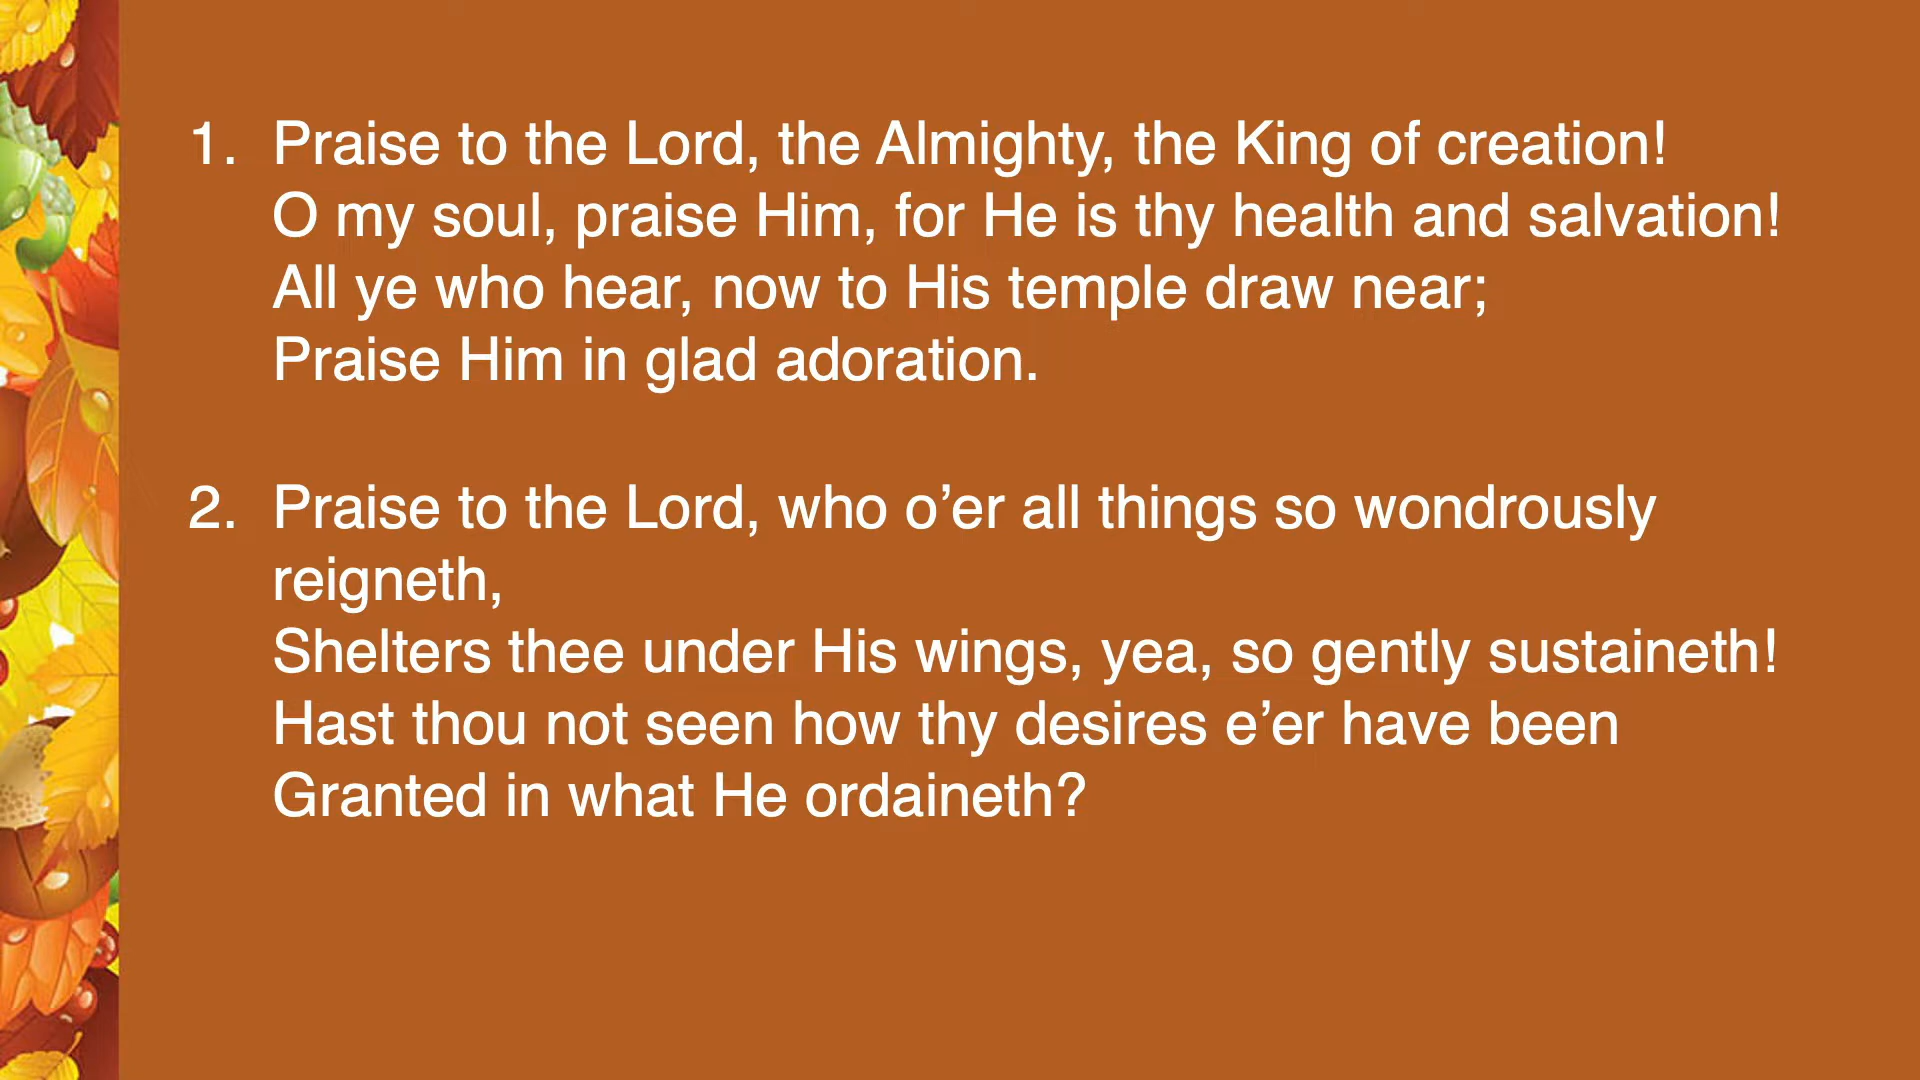 1. Praise to the Lord, the Almighty, the King of creation!
O my soul, praise Him, for He is thy health and salvation!
All ye who hear, now to His temple draw near;
Praise Him in glad adoration.
2. Praise to the Lord, who o’er all things so wondrously
reigneth,
Shelters thee under His wings, yea, so gently sustaineth!
Hast thou not seen how thy desires e’er have been
Granted in what He ordaineth?